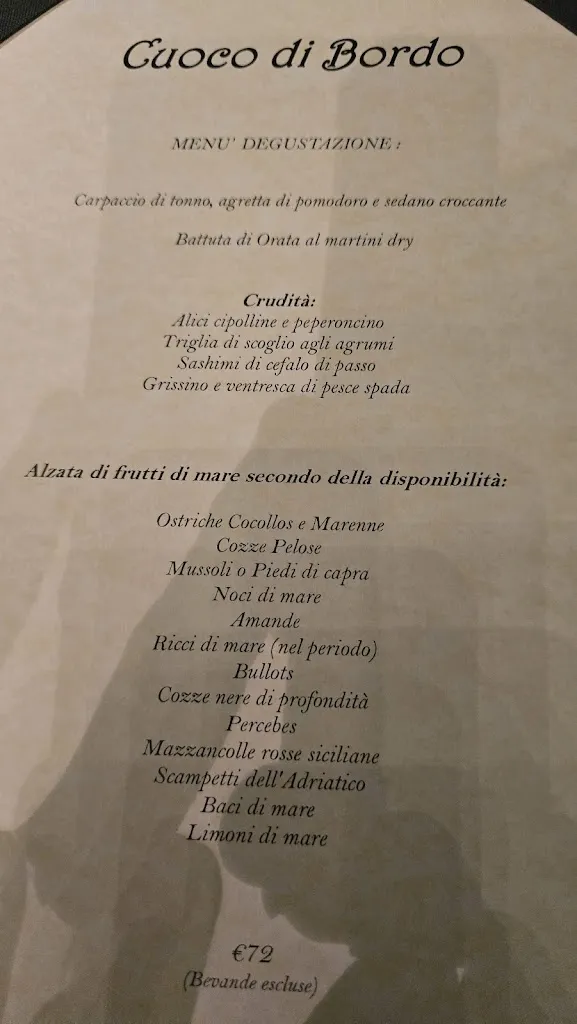 Cuoco di Bordo
MENU' DEGUSTAZIONE :
Carpaccio di tonno, agretta di pomodoro e sedano croccante
Battuta di Orata al martini dry
Crudità:
Alici cipolline e peperoncino
Triglia di scoglio agli agrumi
Sashimi di cefalo di passo
Grissino e ventresca di pesce spada
Alzata di frutti di mare secondo della disponibilità:
Ostriche Cocollos e Marenne
Cozze Pelose
Mussoli o Piedi di capra
Noci di mare
Amande
Ricci di mare (nel periodo)
Bullots
Cozze nere di profondità
Percebes
Mazzancolle rosse siciliane
Scampetti dell'Adriatico
Baci di mare
Limoni di mare
€72
(Bevande escluse)